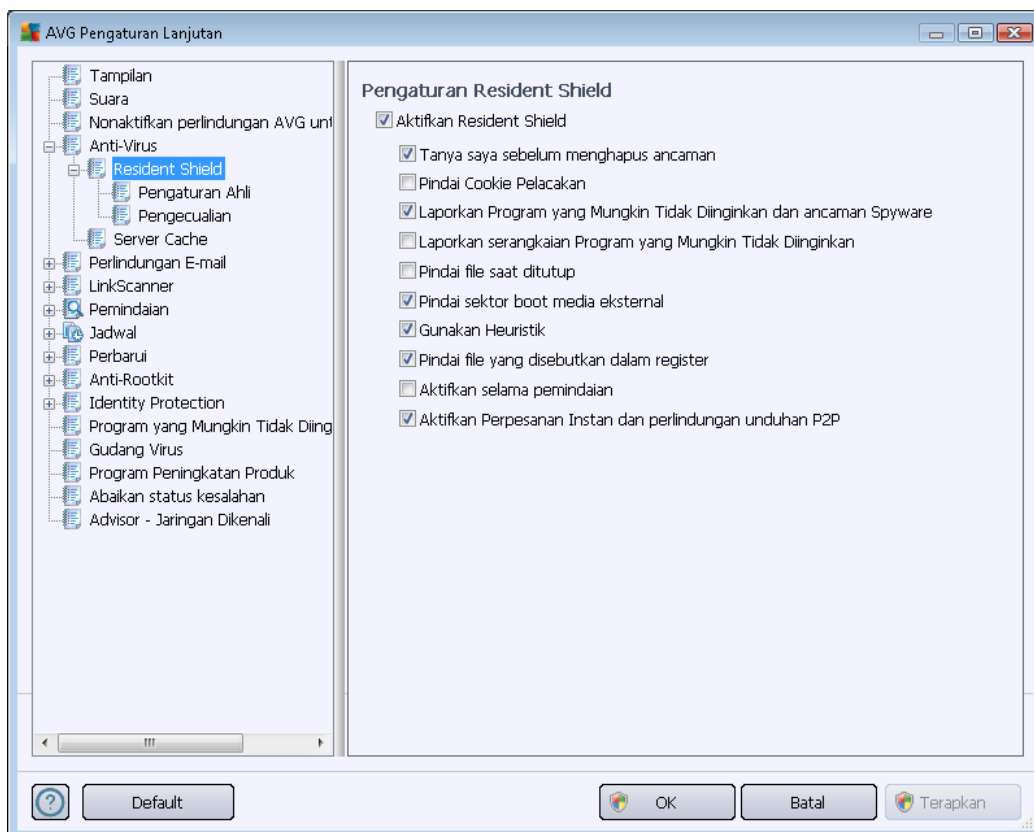 AVG Pengaturan Lanjutan
Tampilan
Suara
Nonaktifkan perlindungan AVG unt
Anti-Virus
Resident Shield
Pengaturan Ahli
Pengecualian
Server Cache
Perlindungan E-mail
LinkScanner
Pemindaian
Jadwal
Perbarui
Anti-Rootkit
Identity Protection
Program yang Mungkin Tidak Diing
Gudang Virus
Program Peningkatan Produk
Abaikan status kesalahan
Advisor - Jaringan Dikenali
Pengaturan Resident Shield
Aktifkan Resident Shield
Tanya saya sebelum menghapus ancaman
Pindai Cookie Pelacakan
Laporkan Program yang Mungkin Tidak Diinginkan dan ancaman Spyware
Laporkan serangkaian Program yang Mungkin Tidak Diinginkan
Pindai file saat ditutup
Pindai sektor boot media eksternal
Gunakan Heuristik
Pindai file yang disebutkan dalam register
Aktifkan selama pemindaian
Aktifkan Perpesanan Instan dan perlindungan unduhan P2P
? Default OK Batal Terapkan